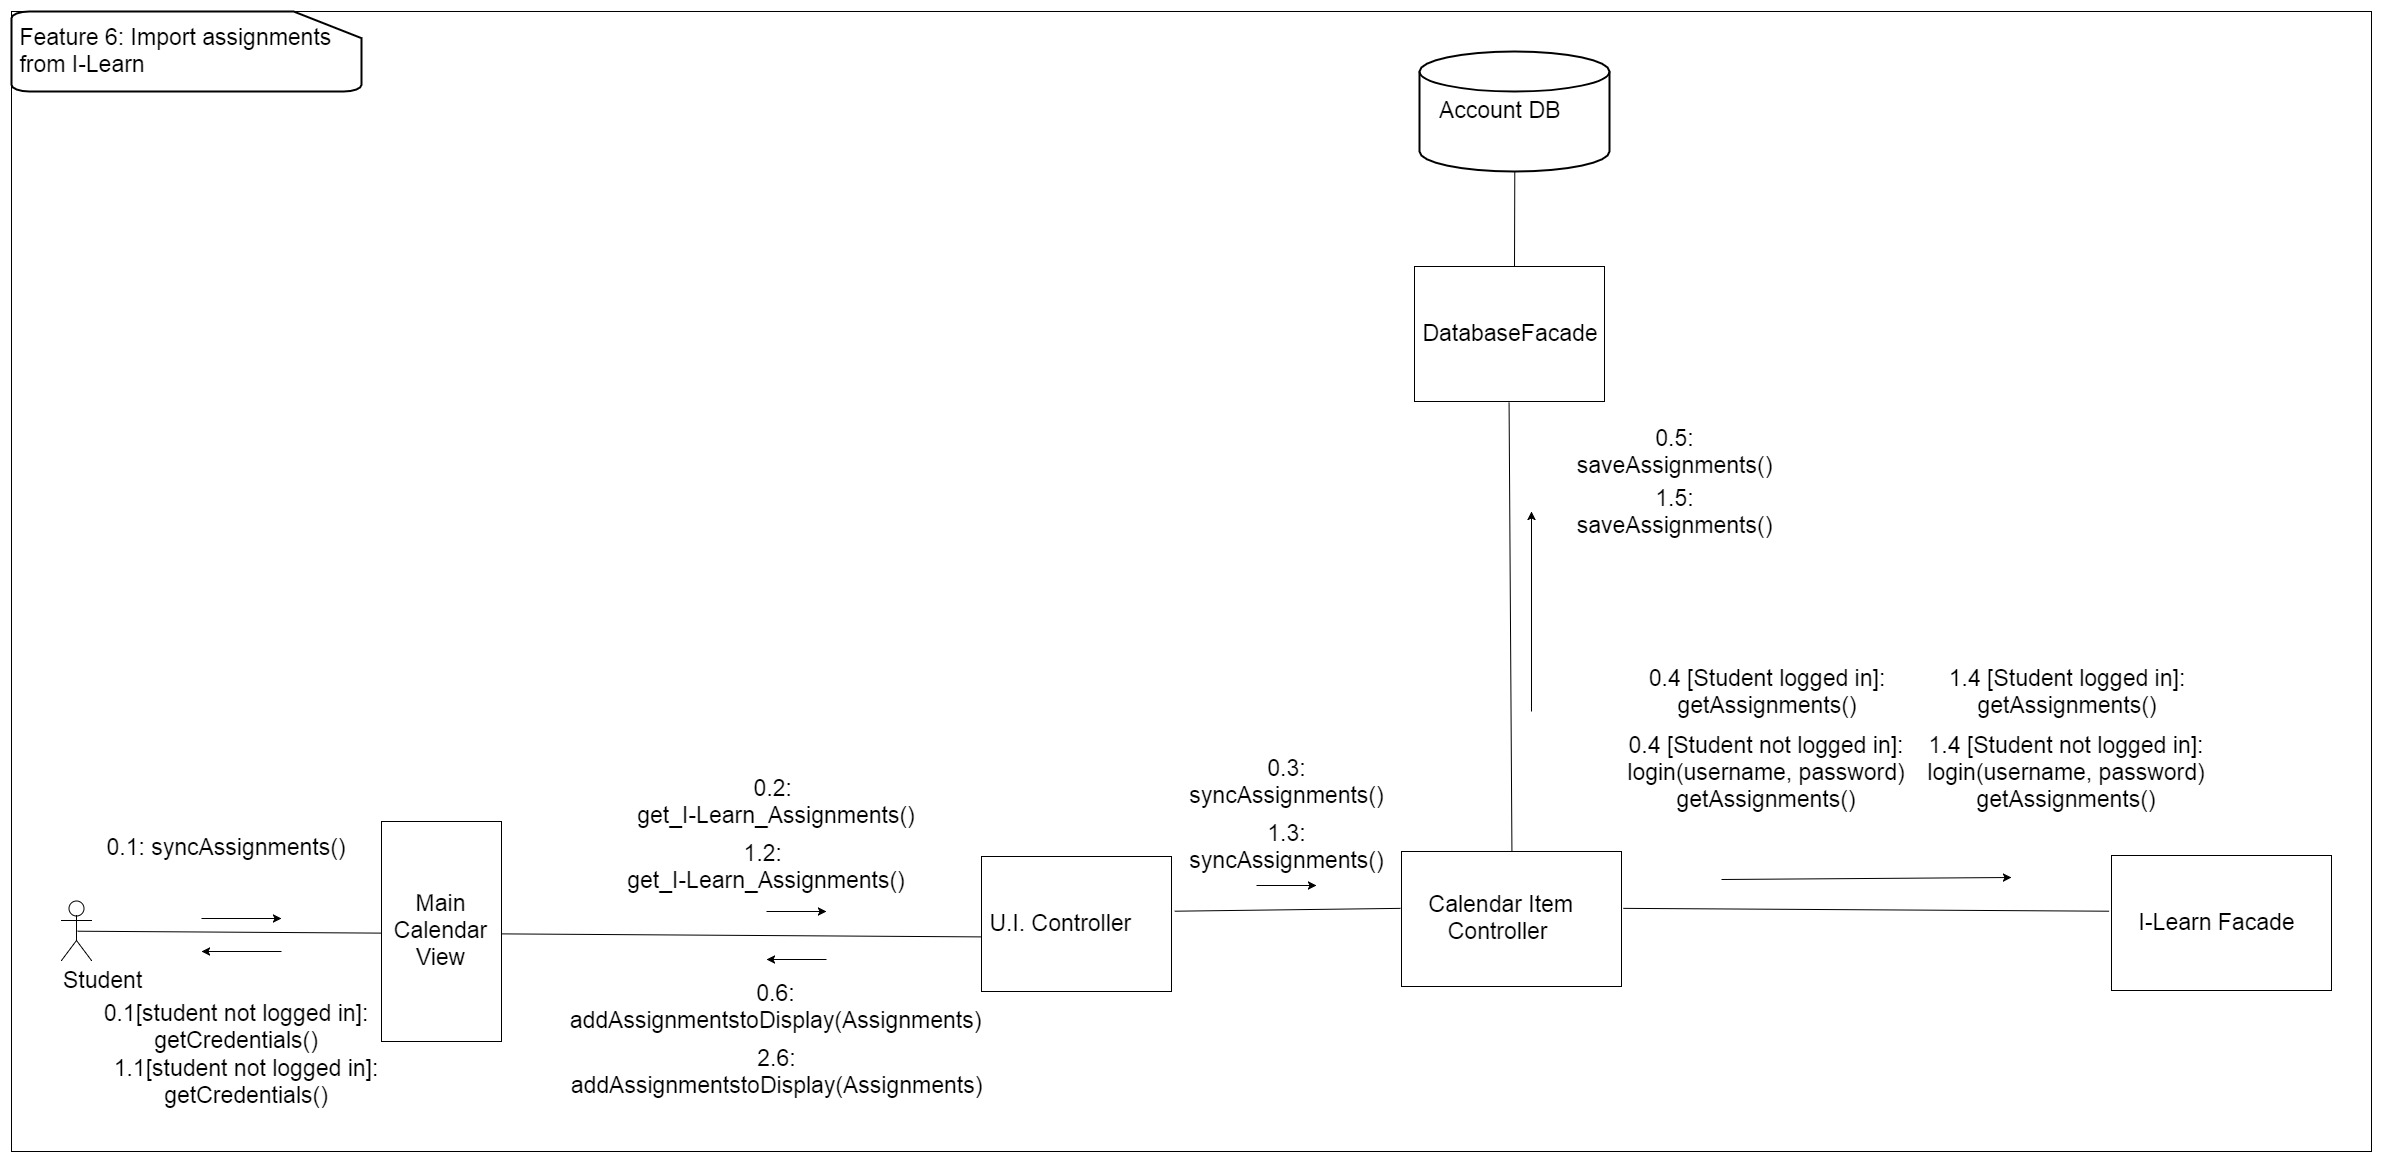 Feature 6: Import assignments
from I-Learn
Account DB
DatabaseFacade
0.5:
saveAssignments()
1.5:
saveAssignments()
0.4 [Student logged in]:
getAssignments()
1.4 [Student logged in]:
getAssignments()
0.4 [Student not logged in]:
login(username, password)
getAssignments()
1.4 [Student not logged in]:
login(username, password)
getAssignments()
0.3:
syncAssignments()
1.3:
syncAssignments()
0.2:
get_I-Learn_Assignments()
1.2:
get_I-Learn_Assignments()
0.1: syncAssignments()
Student
Main
Calendar
View
U.I. Controller
Calendar Item
Controller
I-Learn Facade
0.1[student not logged in]:
getCredentials()
1.1[student not logged in]:
getCredentials()
0.6:
addAssignmentstoDisplay(Assignments)
2.6:
addAssignmentstoDisplay(Assignments)